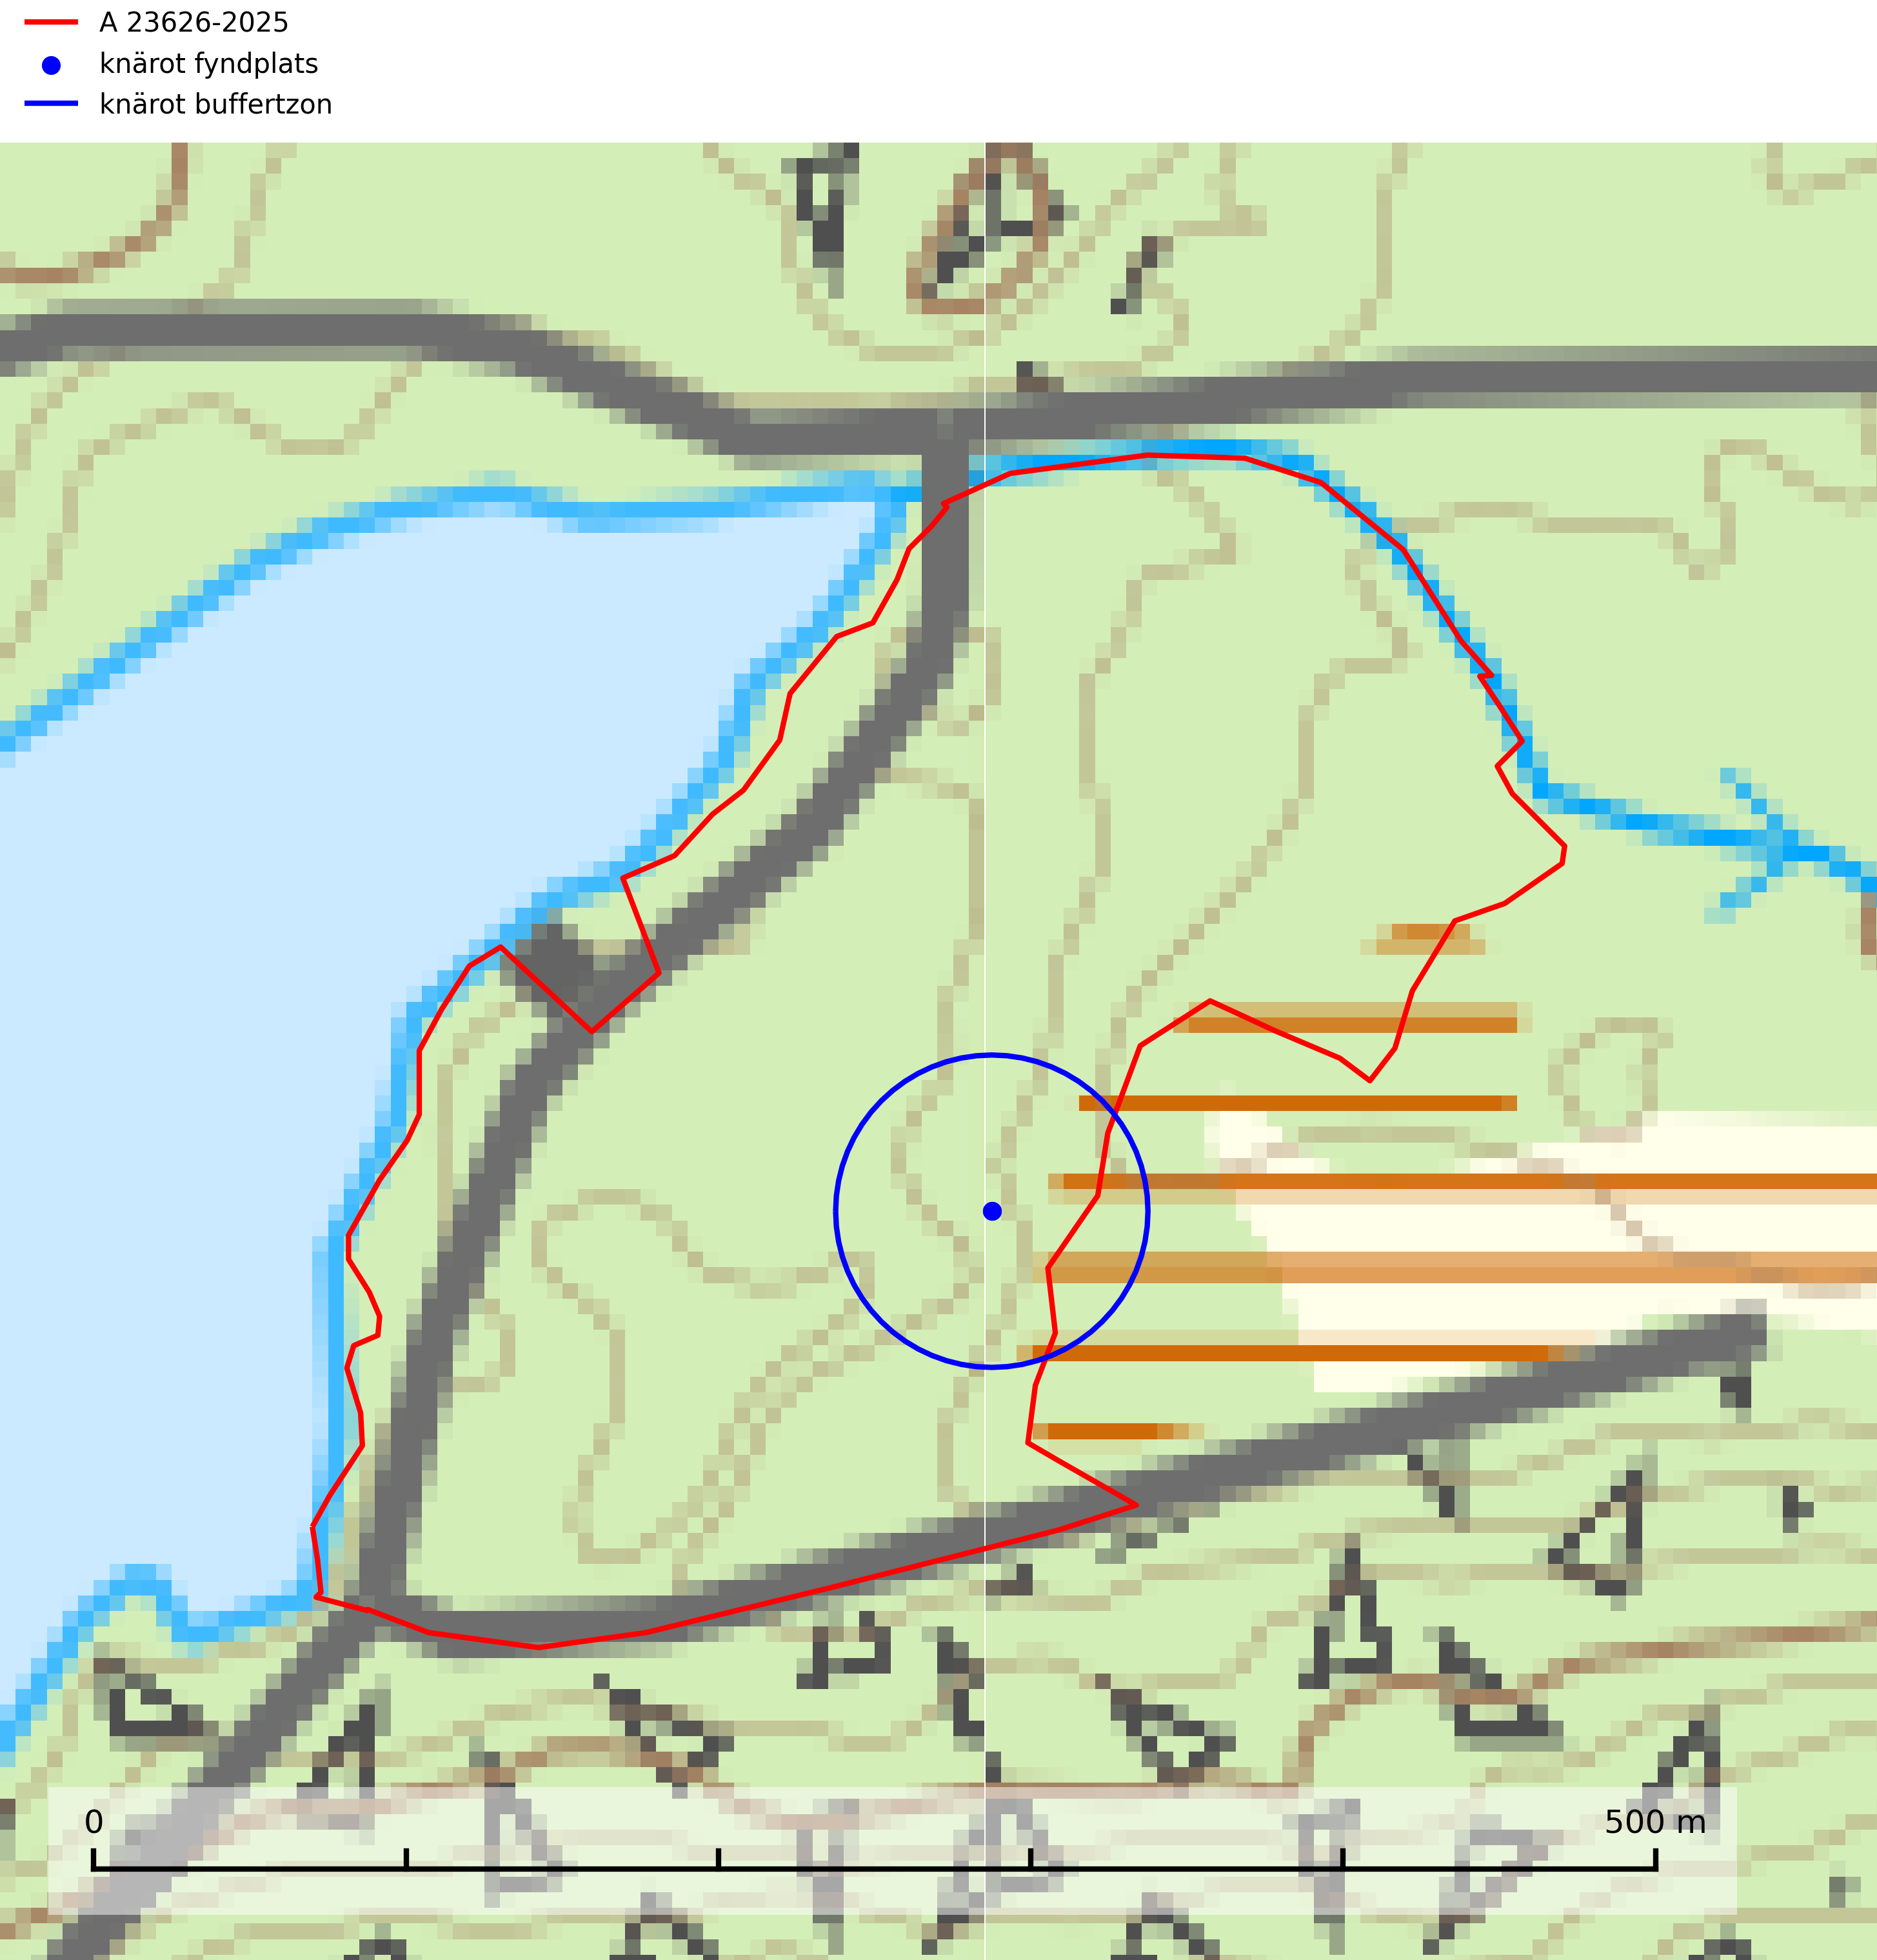 A 23626-2025
knärot fyndplats
knärot buffertzon
0 500 m